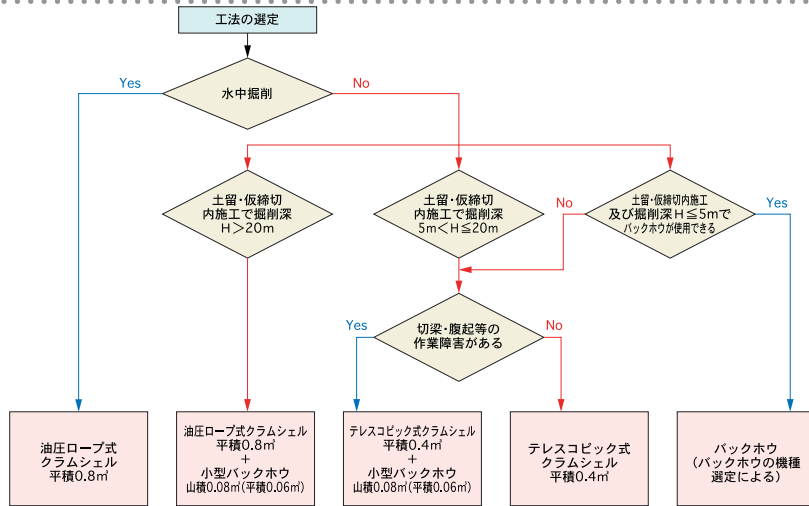 工法の選定
Yes
水中掘削
No
土留・仮締切
内施工で掘削深
H>20m
土留・仮締切
内施工で掘削深
5m<H≦20m
No
土留・仮締切内施工
及び掘削深H≦5mで
バックホウが使用できる
Yes
Yes
切梁・腹起等の
作業障害がある
No
油圧ロープ式
クラムシェル
平積0.8㎥
油圧ロープ式クラムシェル
平積0.8㎥
+
小型バックホウ
山積0.08㎥(平積0.06㎥)
テレスコピック式クラムシェル
平積0.4㎥
+
小型バックホウ
山積0.08㎥(平積0.06㎥)
テレスコピック式
クラムシェル
平積0.4㎥
バックホウ
(バックホウの機種
選定による)